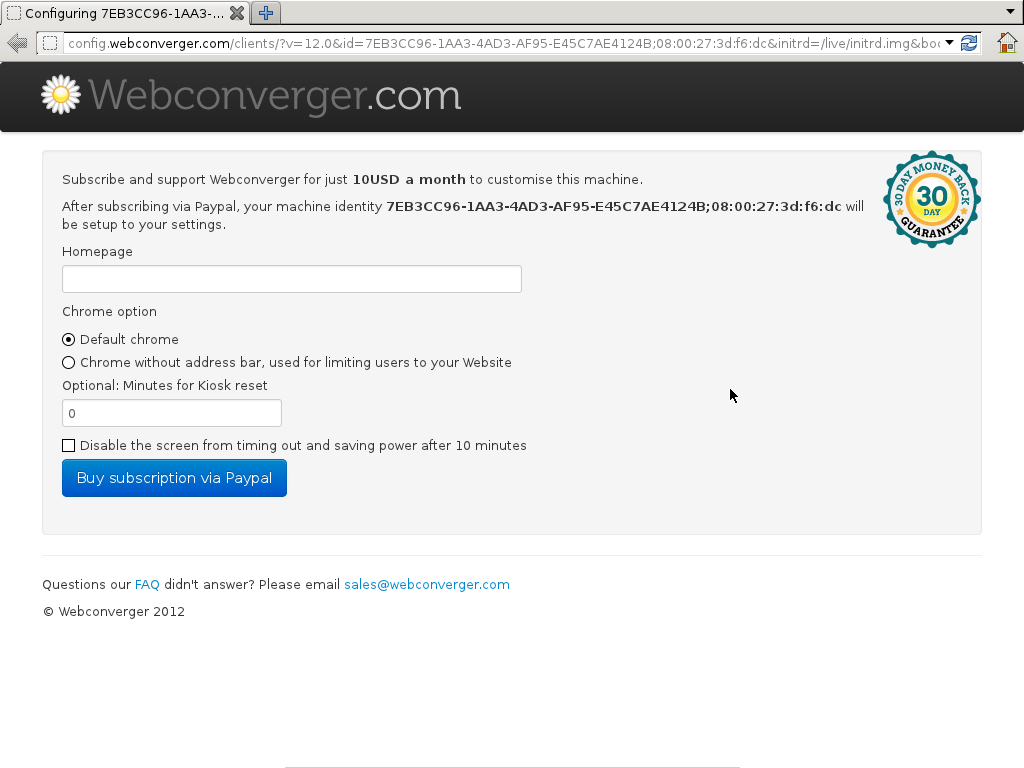 Configuring 7EB3CC96-1AA3-...
config.webconverger.com/clients/?v=12.0&id=7EB3CC96-1AA3-4AD3-AF95-E45C7AE4124B;08:00:27:3d:f6:dc&initrd=/live/initrd.img&boo
Webconverger.com
Subscribe and support Webconverger for just 10USD a month to customise this machine.
After subscribing via Paypal, your machine identity 7EB3CC96-1AA3-4AD3-AF95-E45C7AE4124B;08:00:27:3d:f6:dc will
be setup to your settings.
30 DAY MONEY BACK
30
DAY
GUARANTEE
Homepage
Chrome option
Default chrome
Chrome without address bar, used for limiting users to your Website
Optional: Minutes for Kiosk reset
0
Disable the screen from timing out and saving power after 10 minutes
Buy subscription via Paypal
Questions our FAQ didn't answer? Please email sales@webconverger.com
© Webconverger 2012